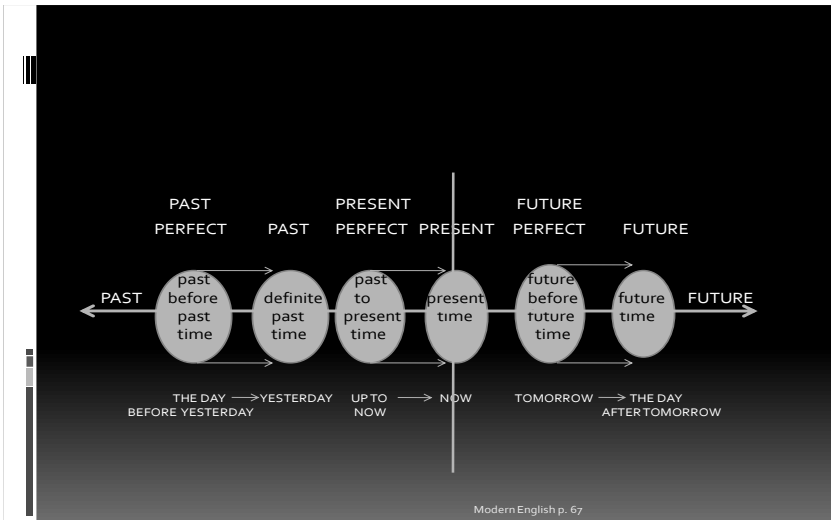 PAST PRESENT FUTURE
PERFECT PAST PERFECT PRESENT PERFECT FUTURE
past past future
PAST before definite to present before future FUTURE
past past present time future time
time time time time
THE DAY YESTERDAY UP TO NOW TOMORROW THE DAY
BEFORE YESTERDAY NOW AFTER TOMORROW
Modern English p. 67